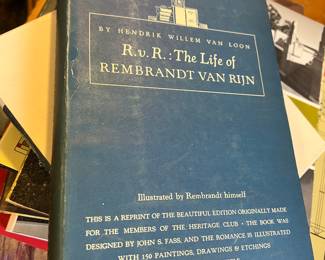 BY HENDRIK WILLEM VAN LOON
R.v.R.: The Life of
REMBRANDT VAN RIJN
Illustrated by Rembrandt himself
THIS IS A REPRINT OF THE BEAUTIFUL EDITION ORIGINALLY MADE
FOR THE MEMBERS OF THE HERITAGE CLUB · THE BOOK WAS
DESIGNED BY JOHN S. FASS, AND THE ROMANCE IS ILLUSTRATED
WITH 150 PAINTINGS, DRAWINGS & ETCHINGS